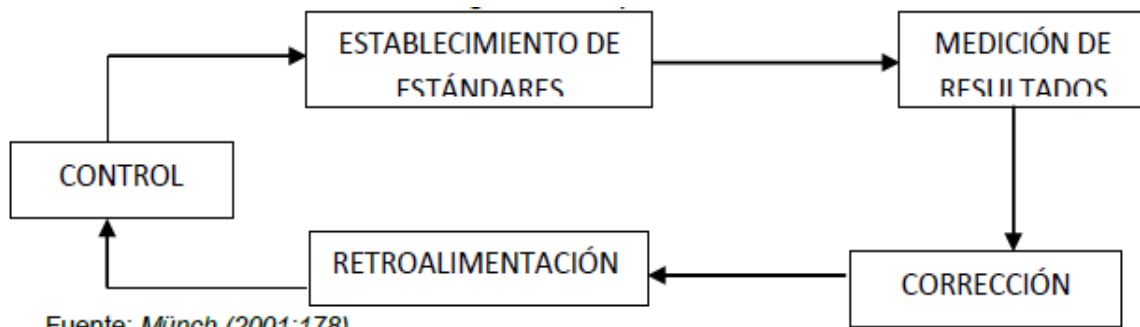 ESTABLECIMIENTO DE
ESTÁNDARES
MEDICIÓN DE
RESULTADOS
CONTROL
RETROALIMENTACIÓN
CORRECCIÓN
Fuente: Münch (2001:178)